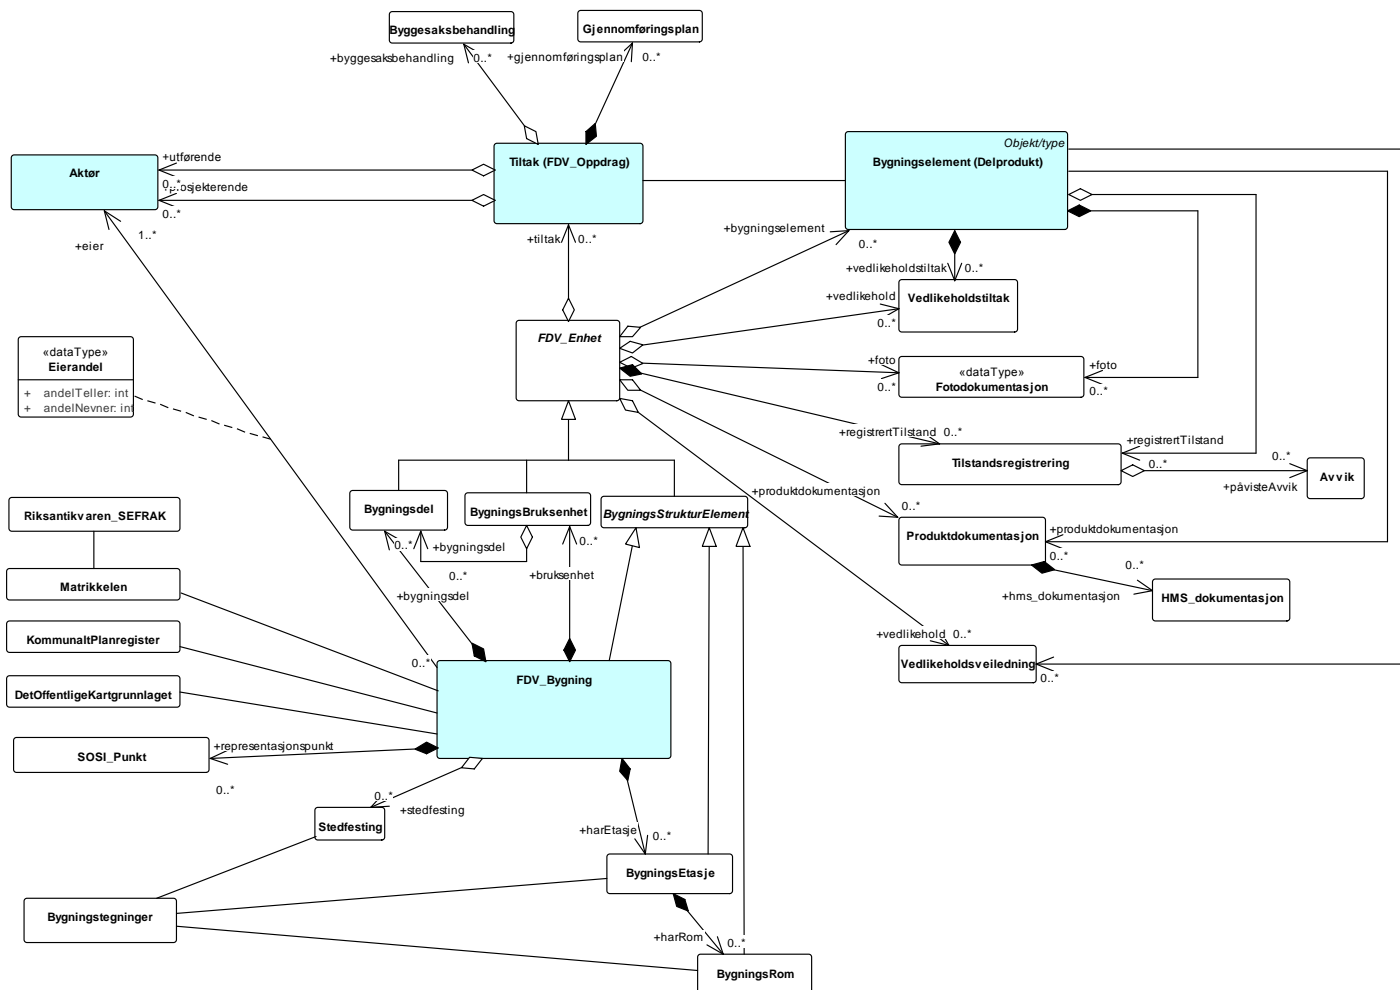 Byggesaksbehandling
Gjennomføringsplan
+byggesaksbehandling
0..*
+gjennomføringsplan
0..*
Aktør
+utførende
0..*
0..*
Tiltak (FDV_Oppdrag)
Objekt/type
Bygningselement (Delprodukt)
+eier
1..*
+tiltak
0..*
+bygningselement
0..*
+vedlikeholdstiltak
0..*
«dataType»
Eierandel
+ andelTeller: int
+ andelNevner: int
FDV_Enhet
+vedlikehold
0..*
Vedlikeholdstiltak
+foto
0..*
«dataType»
Fotodokumentasjon
+foto
0..*
+registrertTilstand
0..*
Tilstandsregistrering
+registrertTilstand
0..*
0..*
+påvisteAvvik
Avvik
Bygningsdel
BygningsBruksenhet
BygningsStrukturElement
+produktdokumentasjon
0..*
Produktdokumentasjon
+produktdokumentasjon
0..*
0..*
+hms_dokumentasjon
HMS_dokumentasjon
Riksantikvaren_SEFRAK
Matrikkelen
KommunaltPlanregister
DetOffentligeKartgrunnlaget
SOSI_Punkt
0..*
+bygningsdel
0..*
0..*
+bruksenhet
+bygningsdel
0..*
FDV_Bygning
+vedlikehold
0..*
Vedlikeholdsveiledning
0..*
+representasjonspunkt
0..*
0..*
+stedfesting
Stedfesting
+harEtasje
0..*
BygningsEtasje
Bygningstegninger
+harRom
0..*
BygningsRom